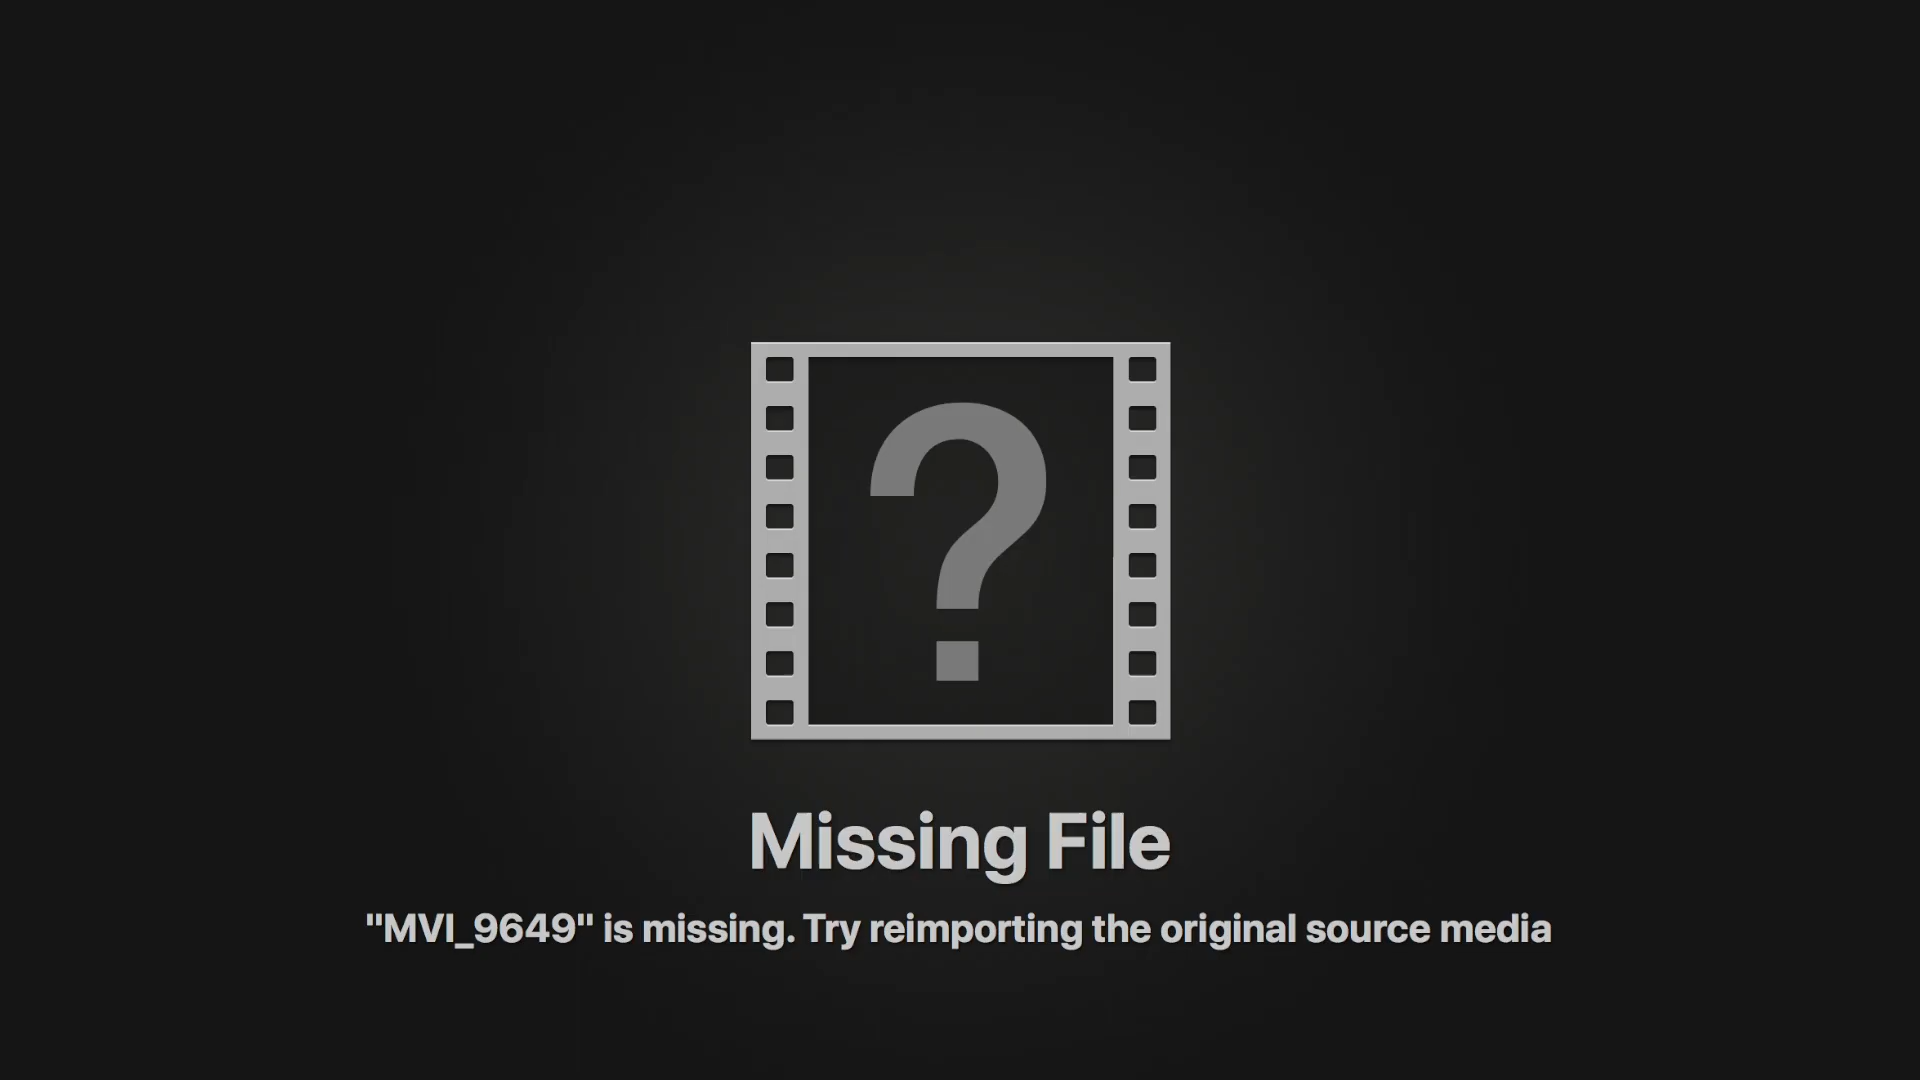 ?
Missing File
"MVI_9649" is missing. Try reimporting the original source media